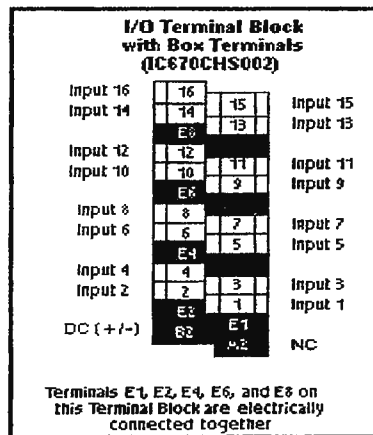 I/O Terminal Block
with Box Terminals
(IC670CHS002)
Input 16 16
15 Input 15
Input 14 14
13 Input 13
E8
Input 12 12
11 Input 11
Input 10 10
9 Input 9
E6
Input 8 8
7 Input 7
Input 6 6
5 Input 5
E4
Input 4 4
3 Input 3
Input 2 2
1 Input 1
E2
E1
DC (+/-) B2
A2 NC
Terminals E1, E2, E4, E6, and E8 on
this Terminal Block are electrically
connected together